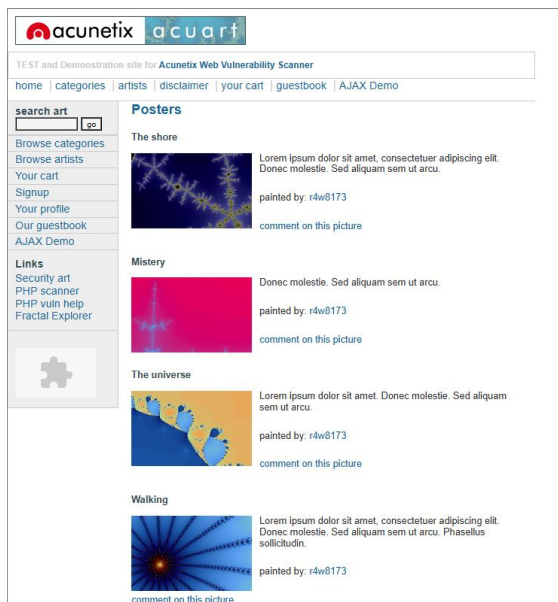 acunetix acuart
TEST and Demonstration site for Acunetix Web Vulnerability Scanner
home | categories | artists | disclaimer | your cart | guestbook | AJAX Demo
search art
go
Browse categories
Browse artists
Your cart
Signup
Your profile
Our guestbook
AJAX Demo
Links
Security art
PHP scanner
PHP vuln help
Fractal Explorer
Posters
The shore
Lorem ipsum dolor sit amet, consectetuer adipiscing elit.
Donec molestie. Sed aliquam sem ut arcu.
painted by: r4w8173
comment on this picture
Mistery
Donec molestie. Sed aliquam sem ut arcu.
painted by: r4w8173
comment on this picture
The universe
Lorem ipsum dolor sit amet. Donec molestie. Sed aliquam
sem ut arcu.
painted by: r4w8173
comment on this picture
Walking
Lorem ipsum dolor sit amet, consectetuer adipiscing elit.
Donec molestie. Sed aliquam sem ut arcu. Phasellus
sollicitudin.
painted by: r4w8173
comment on this picture